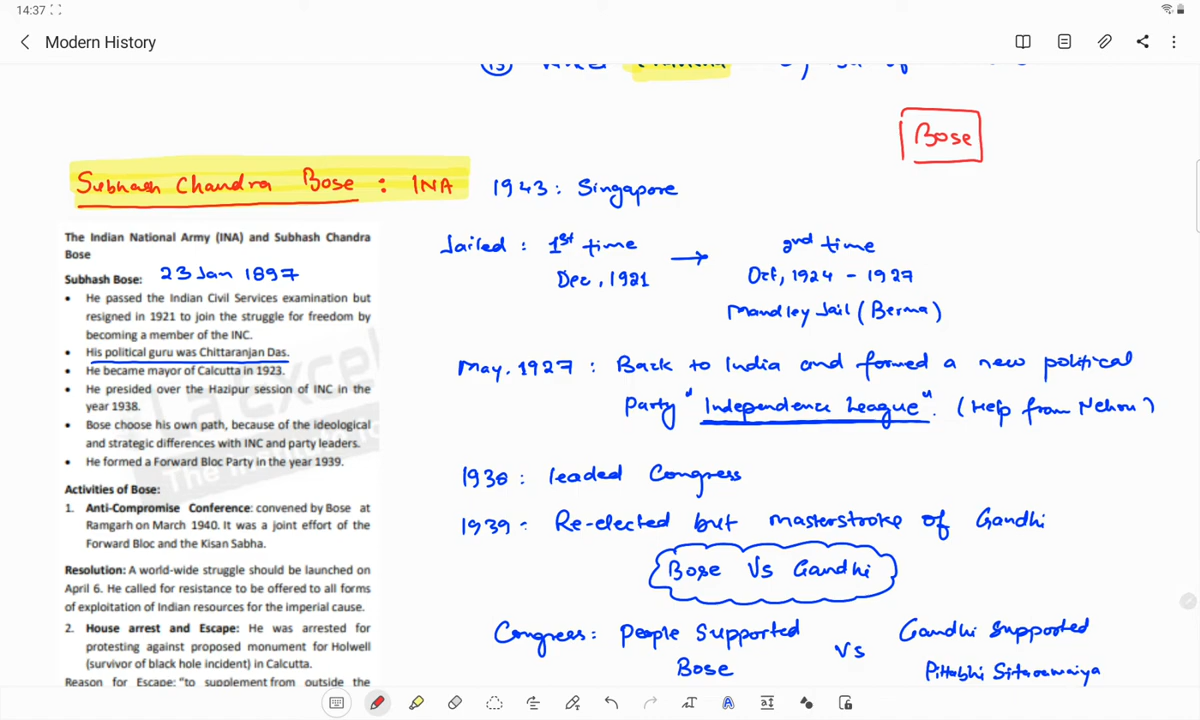 14:37
Modern History
Bose
Subhash Chandra Bose : INA
1943 : Singapore
The Indian National Army (INA) and Subhash Chandra
Bose
Subhash Bose: 23 Jan 1897
• He passed the Indian Civil Services examination but
resigned in 1921 to join the struggle for freedom by
becoming a member of the INC.
• His political guru was Chittaranjan Das.
• He became mayor of Calcutta in 1923.
• He presided over the Hazipur session of INC in the
year 1938.
• Bose choose his own path, because of the ideological
and strategic differences with INC and party leaders.
• He formed a Forward Bloc Party in the year 1939.
Activities of Bose:
1. Anti-Compromise Conference: convened by Bose at
Ramgarh on March 1940. It was a joint effort of the
Forward Bloc and the Kisan Sabha.
Resolution: A world-wide struggle should be launched on
April 6. He called for resistance to be offered to all forms
of exploitation of Indian resources for the imperial cause.
2. House arrest and Escape: He was arrested for
protesting against proposed monument for Holwell
(survivor of black hole incident) in Calcutta.
Reason for Escape: "to supplement from outside the
Jailed : 1st time → 2nd time
Dec, 1921 Oct, 1924 - 1927
Mandley Jail (Berma)
May. 1927 : Back to India and formed a new political
Party "Independence League". (Help from Nehru)
1938 : leaded Congress
1939 : Re-elected but masterstroke of Gandhi
Bose Vs Gandhi
Congress : People Supported Vs Gandhi Supported
Bose Pittabhi Sitaramaiya